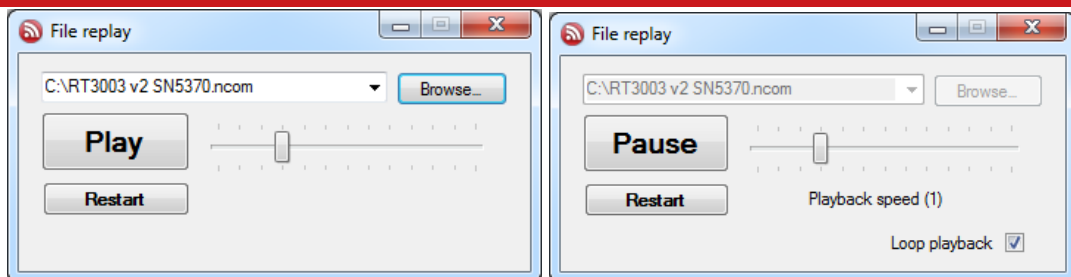 File replay
C:\RT3003 v2 SN5370.ncom
Browse...
Play
Restart
File replay
C:\RT3003 v2 SN5370.ncom
Browse...
Pause
Restart
Playback speed (1)
Loop playback